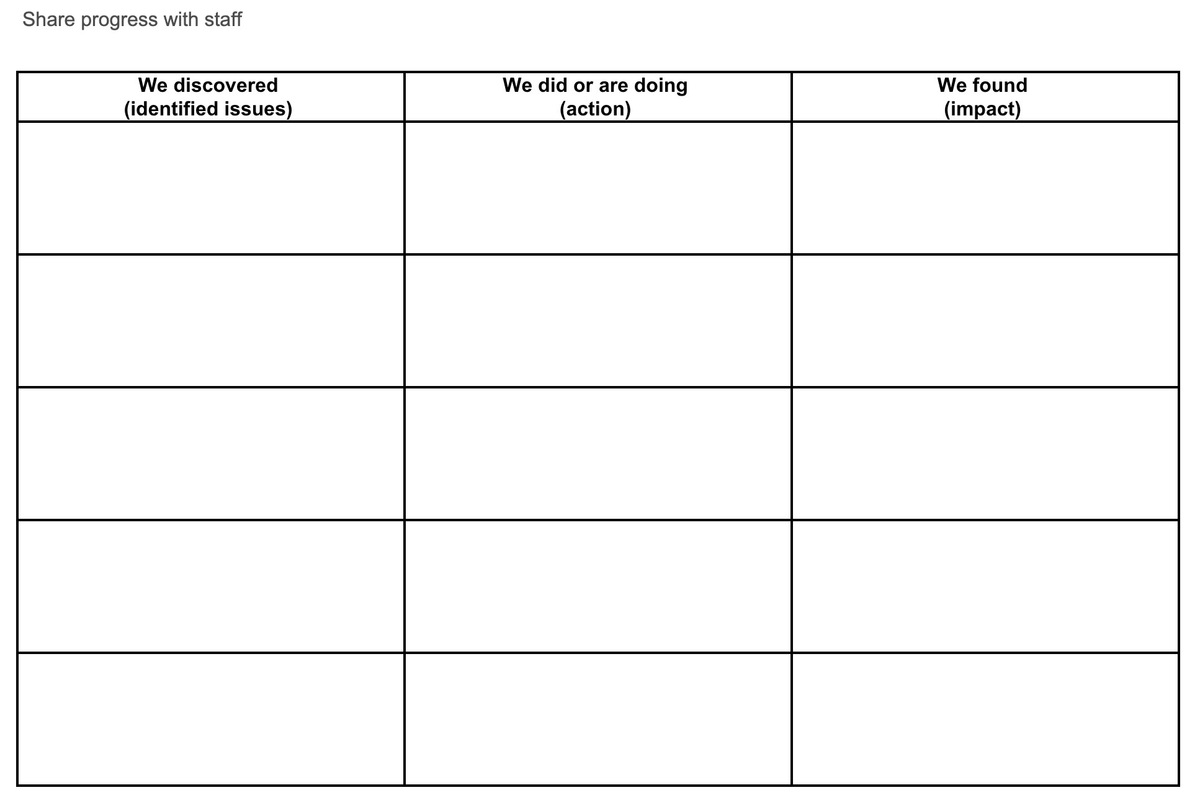 Share progress with staff
We discovered
(identified issues)
We did or are doing
(action)
We found
(impact)